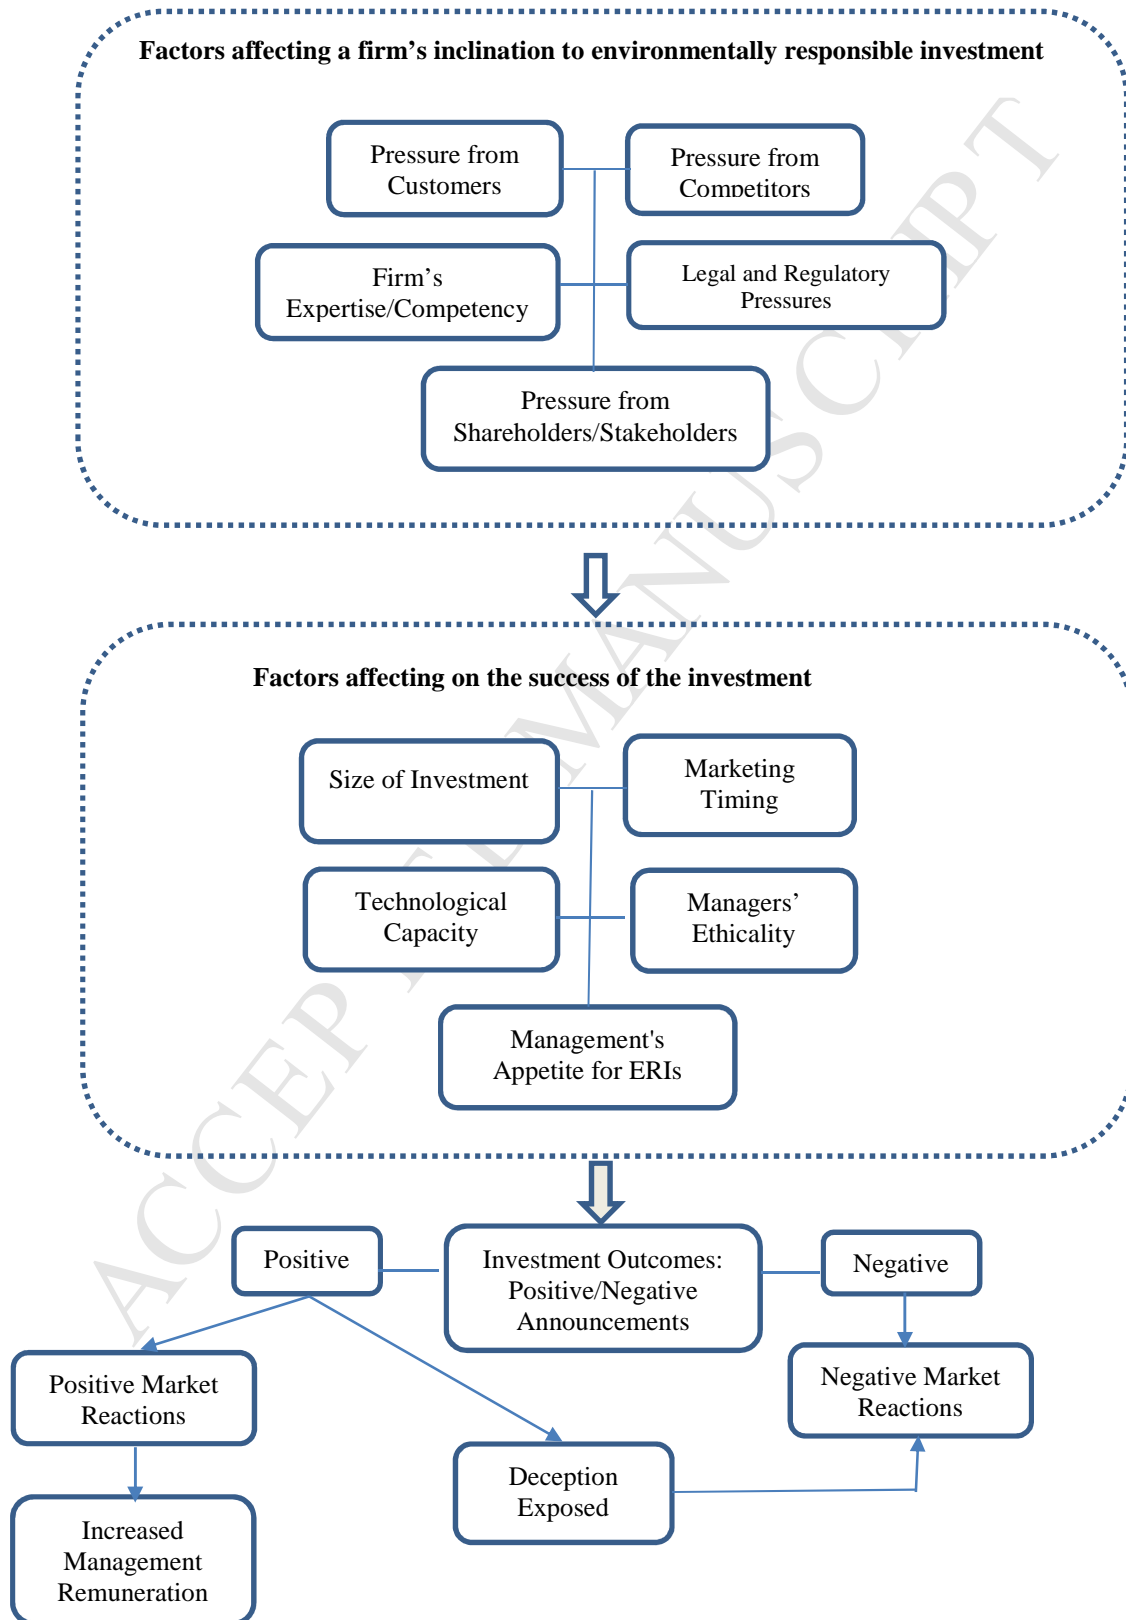 Factors affecting a firm’s inclination to environmentally responsible investment
Pressure from
Customers
Pressure from
Competitors
Firm’s
Expertise/Competency
Legal and Regulatory
Pressures
Pressure from
Shareholders/Stakeholders
Factors affecting on the success of the investment
Size of Investment
Marketing
Timing
Technological
Capacity
Managers’
Ethicality
Management's
Appetite for ERIs
Positive
Investment Outcomes:
Positive/Negative
Announcements
Negative
Positive Market
Reactions
Negative Market
Reactions
Deception
Exposed
Increased
Management
Remuneration
ACCEPTED MANUSCRIPT